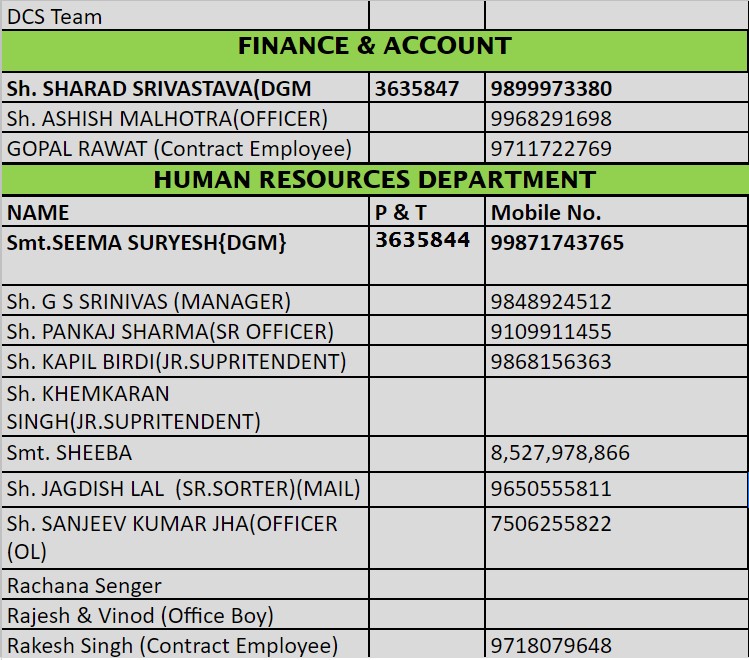 DCS Team
FINANCE & ACCOUNT
Sh. SHARAD SRIVASTAVA(DGM 3635847 9899973380
Sh. ASHISH MALHOTRA(OFFICER) 9968291698
GOPAL RAWAT (Contract Employee) 9711722769
HUMAN RESOURCES DEPARTMENT
NAME P & T Mobile No.
Smt.SEEMA SURYESH{DGM} 3635844 99871743765
Sh. G S SRINIVAS (MANAGER) 9848924512
Sh. PANKAJ SHARMA(SR OFFICER) 9109911455
Sh. KAPIL BIRDI(JR.SUPRITENDENT) 9868156363
Sh. KHEMKARAN
SINGH(JR.SUPRITENDENT)
Smt. SHEEBA 8,527,978,866
Sh. JAGDISH LAL (SR.SORTER)(MAIL) 9650555811
Sh. SANJEEV KUMAR JHA(OFFICER 7506255822
(OL)
Rachana Senger
Rajesh & Vinod (Office Boy)
Rakesh Singh (Contract Employee) 9718079648